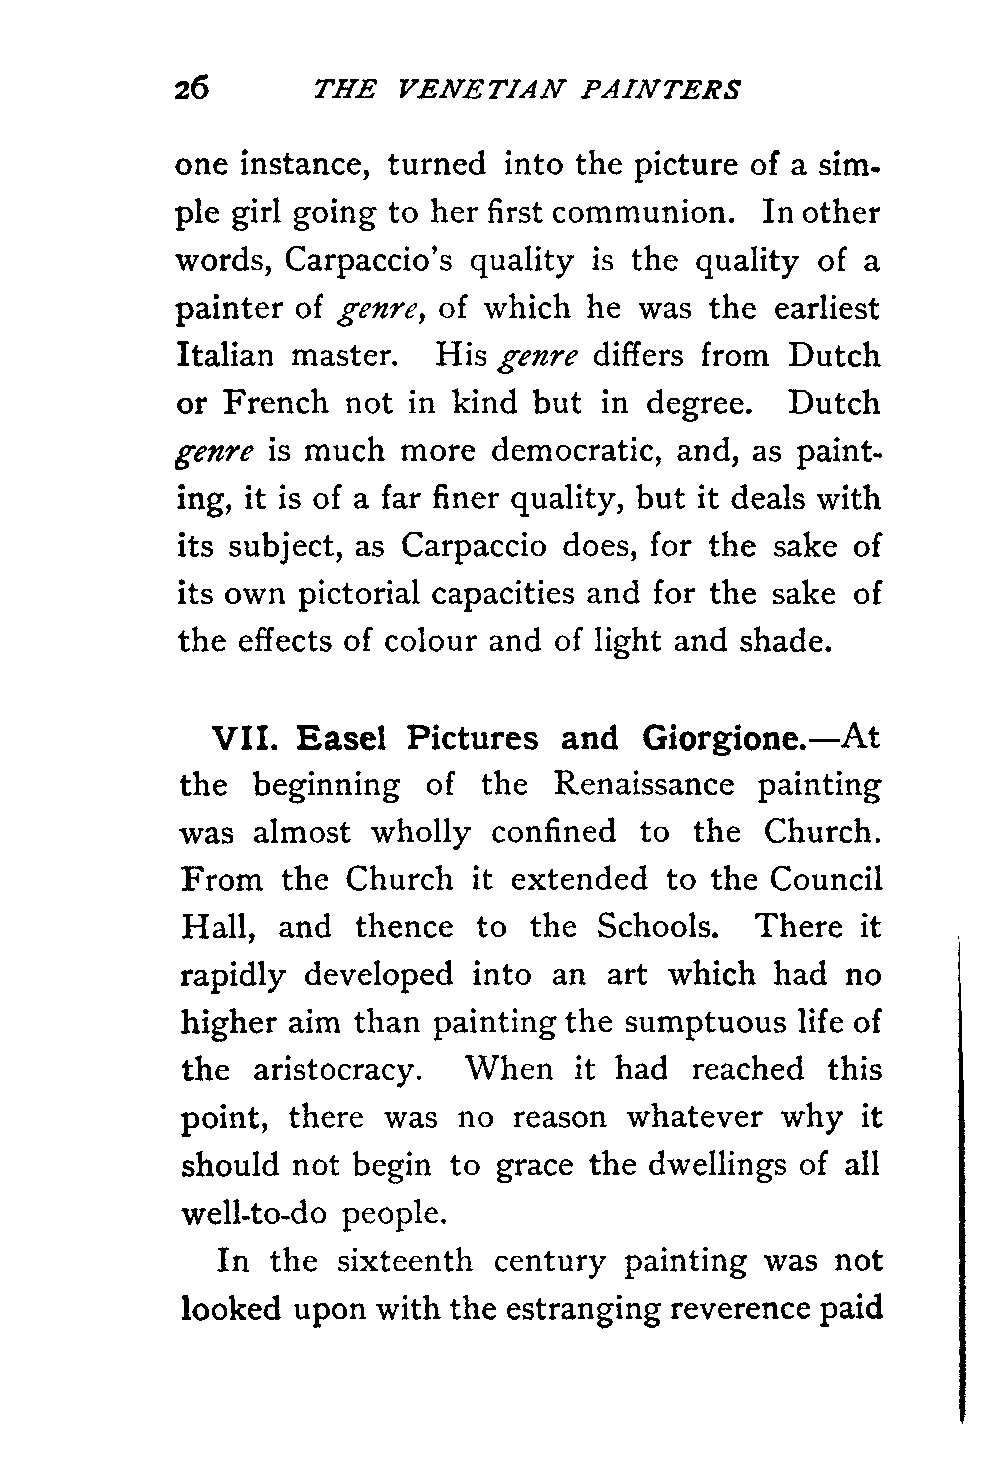 26 THE VENETIAN PAINTERS
one instance, turned into the picture of a sim-
ple girl going to her first communion. In other
words, Carpaccio's quality is the quality of a
painter of genre, of which he was the earliest
Italian master. His genre differs from Dutch
or French not in kind but in degree. Dutch
genre is much more democratic, and, as paint-
ing, it is of a far finer quality, but it deals with
its subject, as Carpaccio does, for the sake of
its own pictorial capacities and for the sake of
the effects of colour and of light and shade.
VII. Easel Pictures and Giorgione.—At
the beginning of the Renaissance painting
was almost wholly confined to the Church.
From the Church it extended to the Council
Hall, and thence to the Schools. There it
rapidly developed into an art which had no
higher aim than painting the sumptuous life of
the aristocracy. When it had reached this
point, there was no reason whatever why it
should not begin to grace the dwellings of all
well-to-do people.
In the sixteenth century painting was not
looked upon with the estranging reverence paid